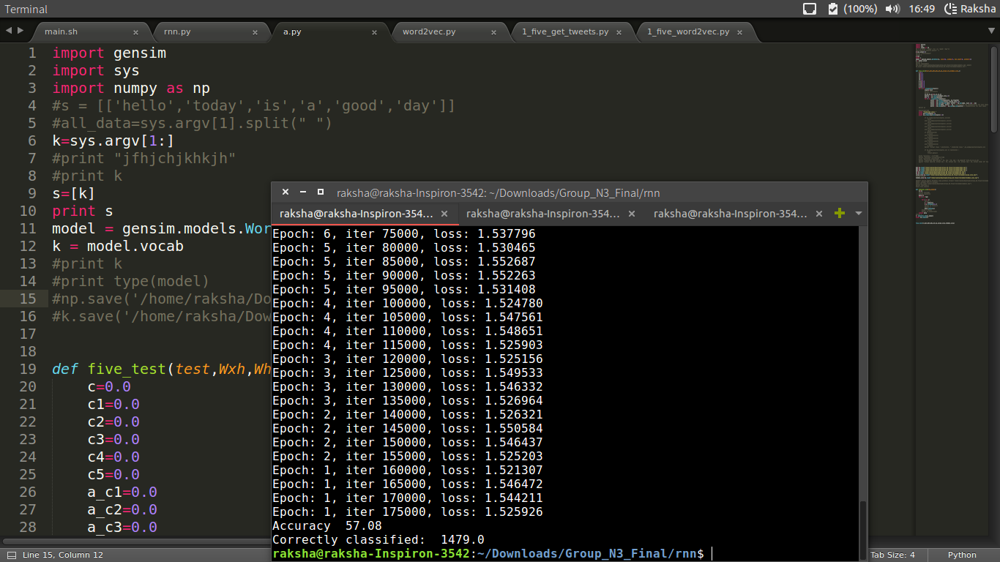 Terminal
(100%) 16:49 Raksha
main.sh × rnn.py × a.py × word2vec.py × 1_five_get_tweets.py × 1_five_word2vec.py ×
1 import gensim
2 import sys
3 import numpy as np
4 #s = [['hello','today','is','a','good','day']]
5 #all_data=sys.argv[1].split(" ")
6 k=sys.argv[1:]
7 #print "jfhjchjkhkjh"
8 #print k
9 s=[k]
10 print s
11 model = gensim.models.Wor
12 k = model.vocab
13 #print k
14 #print type(model)
15 #np.save('/home/raksha/Do
16 #k.save('/home/raksha/Dow
17
18
19 def five_test(test,Wxh,Wh
20 c=0.0
21 c1=0.0
22 c2=0.0
23 c3=0.0
24 c4=0.0
25 c5=0.0
26 a_c1=0.0
27 a_c2=0.0
28 a_c3=0.0
raksha@raksha-Inspiron-3542: ~/Downloads/Group_N3_Final/rnn
raksha@raksha-Inspiron-354... × raksha@raksha-Inspiron-354... × raksha@raksha-Inspiron-354... ×
Epoch: 6, iter 75000, loss: 1.537796
Epoch: 5, iter 80000, loss: 1.530465
Epoch: 5, iter 85000, loss: 1.552687
Epoch: 5, iter 90000, loss: 1.552263
Epoch: 5, iter 95000, loss: 1.531408
Epoch: 4, iter 100000, loss: 1.524780
Epoch: 4, iter 105000, loss: 1.547561
Epoch: 4, iter 110000, loss: 1.548651
Epoch: 4, iter 115000, loss: 1.525903
Epoch: 3, iter 120000, loss: 1.525156
Epoch: 3, iter 125000, loss: 1.549533
Epoch: 3, iter 130000, loss: 1.546332
Epoch: 3, iter 135000, loss: 1.526964
Epoch: 2, iter 140000, loss: 1.526321
Epoch: 2, iter 145000, loss: 1.550584
Epoch: 2, iter 150000, loss: 1.546437
Epoch: 2, iter 155000, loss: 1.525203
Epoch: 1, iter 160000, loss: 1.521307
Epoch: 1, iter 165000, loss: 1.546472
Epoch: 1, iter 170000, loss: 1.544211
Epoch: 1, iter 175000, loss: 1.525926
Accuracy  57.08
Correctly classified:  1479.0
raksha@raksha-Inspiron-3542:~/Downloads/Group_N3_Final/rnn$
Line 15, Column 12 Tab Size: 4 Python